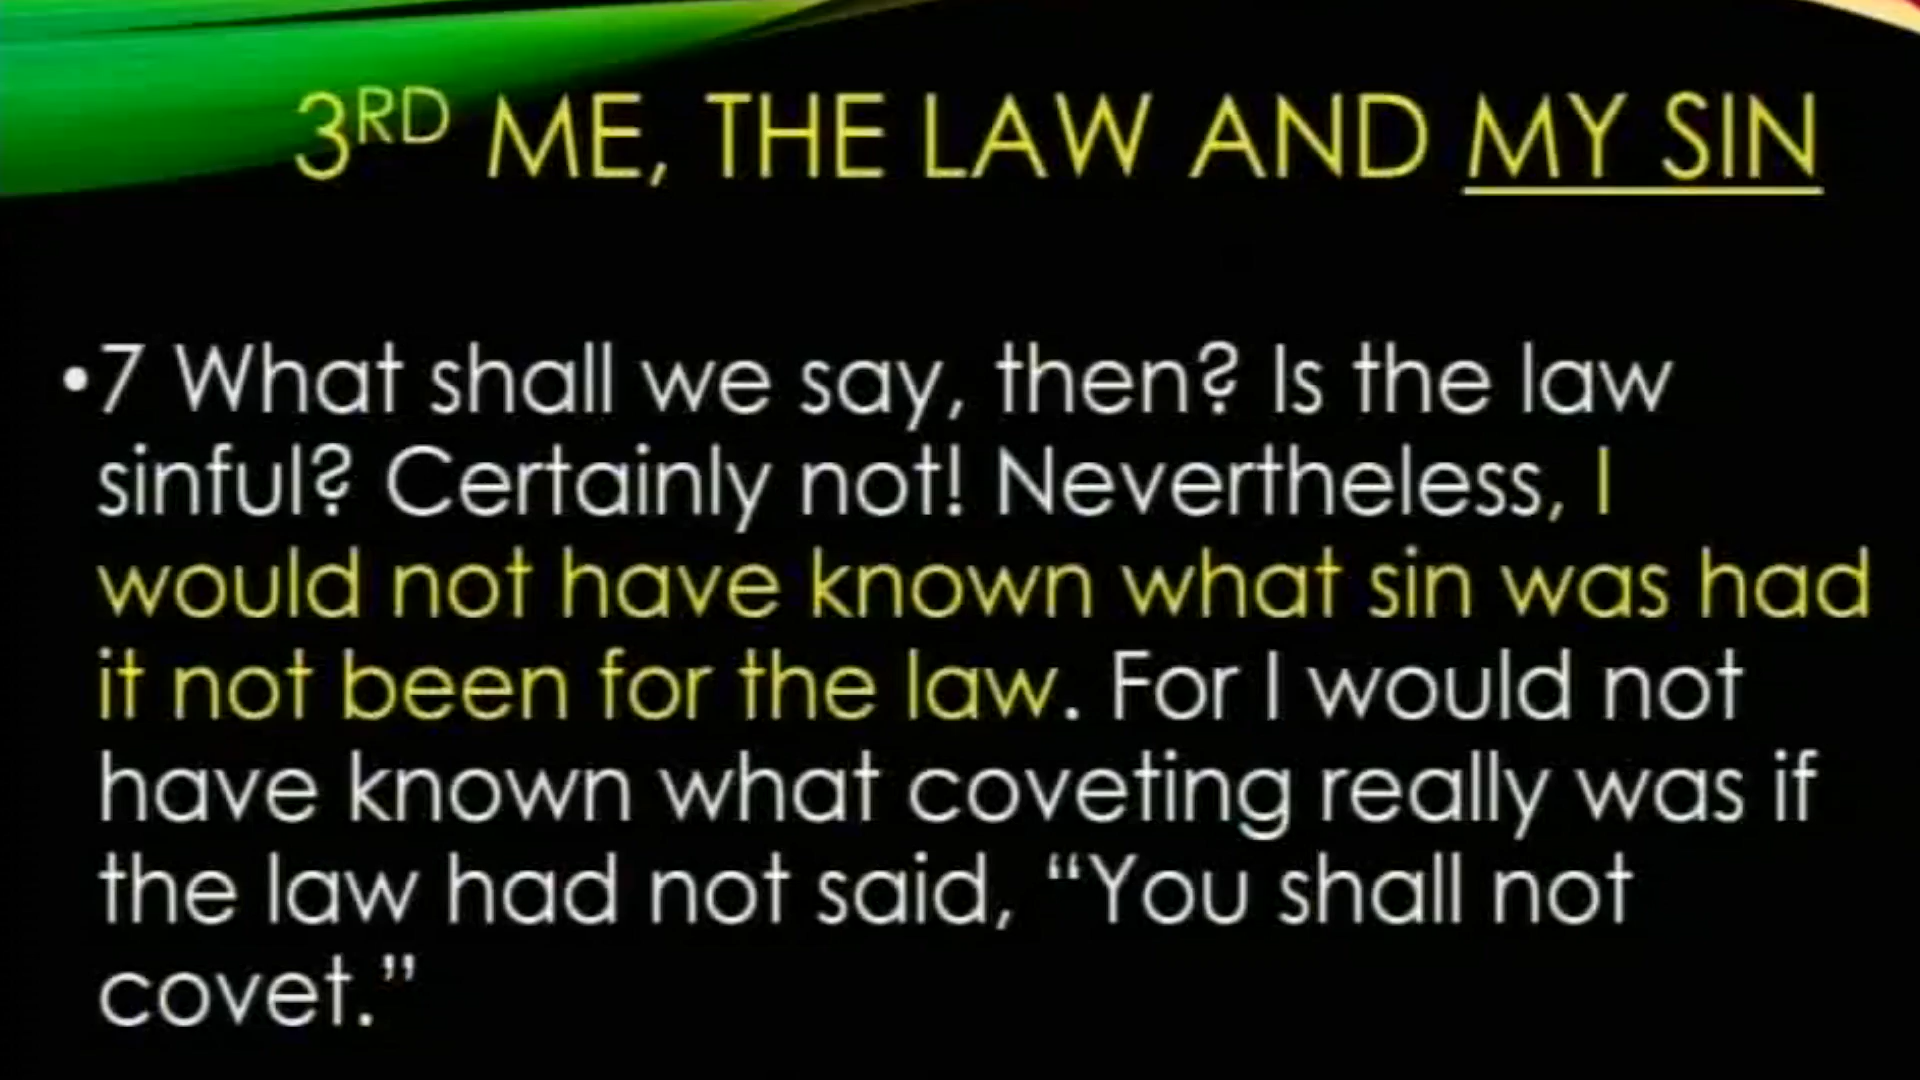 3RD ME, THE LAW AND MY SIN
•7 What shall we say, then? Is the law
sinful? Certainly not! Nevertheless, I
would not have known what sin was had
it not been for the law. For I would not
have known what coveting really was if
the law had not said, “You shall not
covet.”